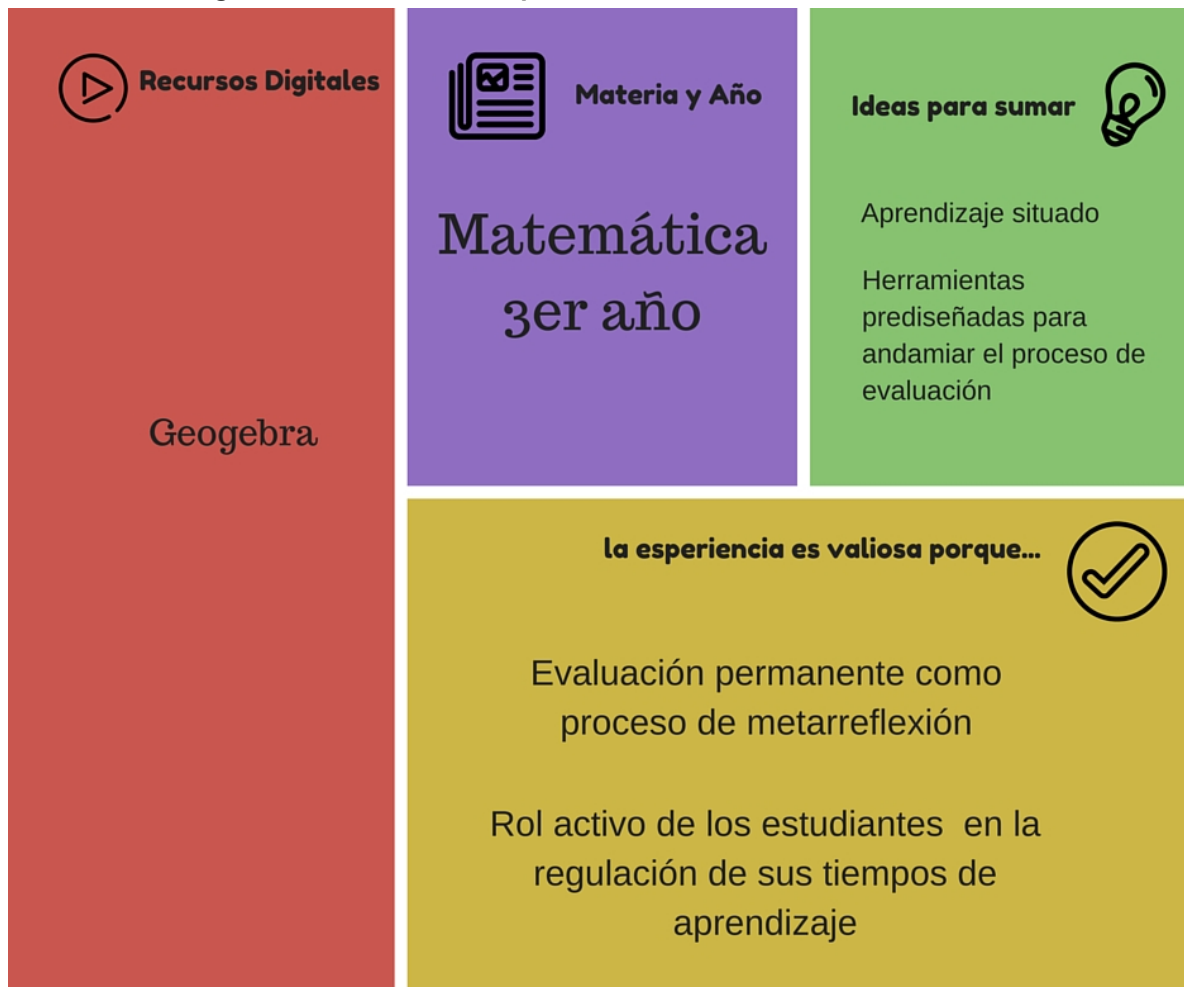 Recursos Digitales
Geogebra
Materia y Año
Matemática
3er año
Ideas para sumar
Aprendizaje situado
Herramientas
prediseñadas para
andamiar el proceso de
evaluación
la esperiencia es valiosa porque...
Evaluación permanente como
proceso de metarreflexión
Rol activo de los estudiantes  en la
regulación de sus tiempos de
aprendizaje